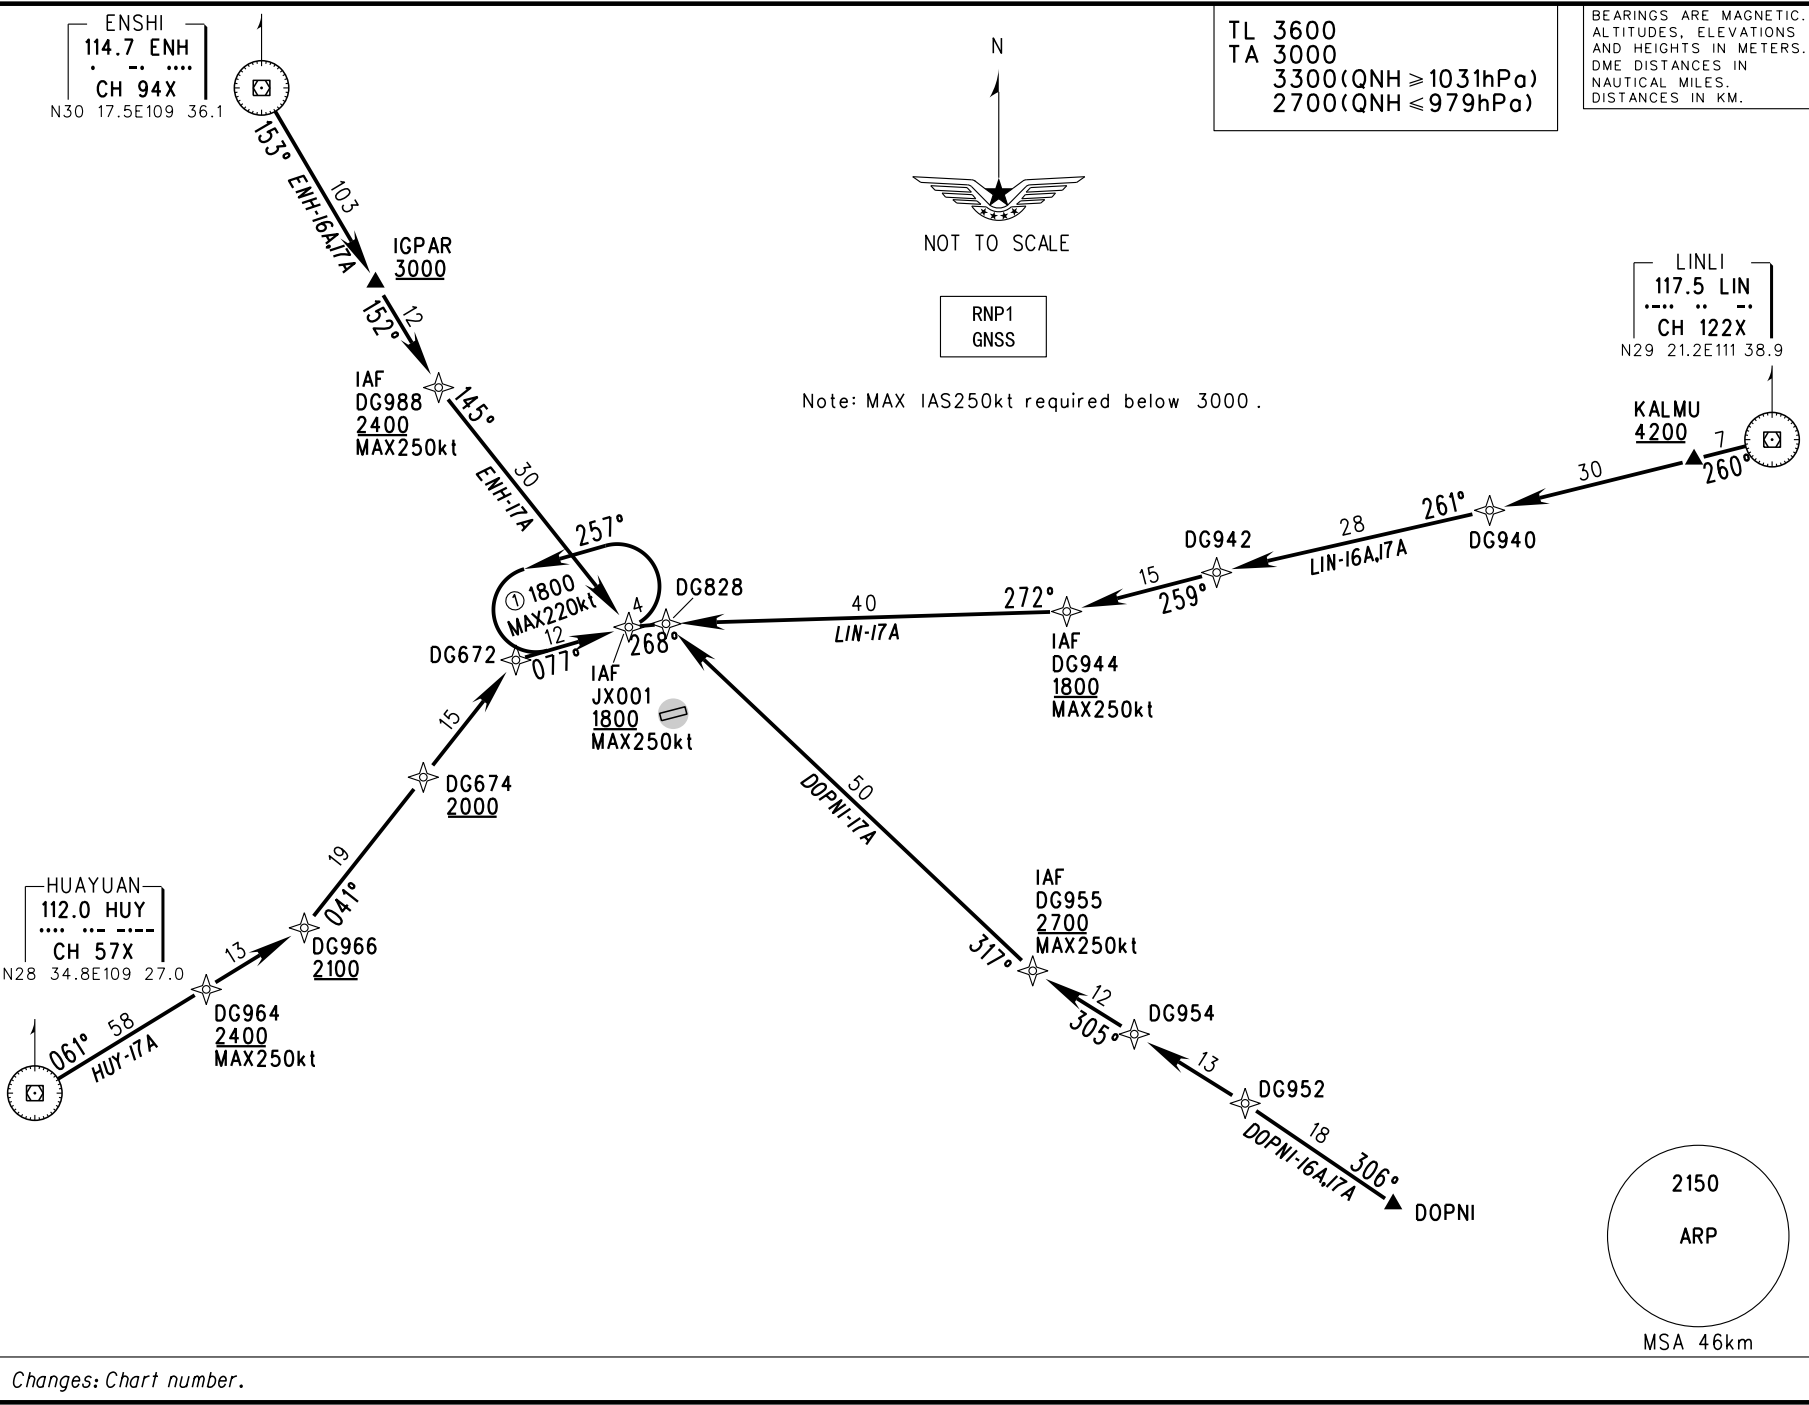 ENSHI
114.7 ENH
CH 94X
N30 17.5E109 36.1
N
TL 3600
TA 3000
3300(QNH ≥ 1031hPa)
2700(QNH ≤ 979hPa)
BEARINGS ARE MAGNETIC.
ALTITUDES, ELEVATIONS
AND HEIGHTS IN METERS.
DME DISTANCES IN
NAUTICAL MILES.
DISTANCES IN KM.
153°
ENH-16A,17A
103
IGPAR
3000
152°
12
NOT TO SCALE
RNP1
GNSS
Note: MAX IAS250kt required below 3000.
LINLI
117.5 LIN
CH 122X
N29 21.2E111 38.9
KALMU
4200
7
260°
30
DG940
261°
28
LIN-16A,17A
DG942
15
259°
IAF
DG944
1800
MAX250kt
272°
40
LIN-17A
IAF
DG988
2400
MAX250kt
145°
30
ENH-17A
257°
① 1800
MAX220kt
12
077°
4
268°
DG828
DG672
IAF
JX001
1800
MAX250kt
15
DG674
2000
19
041°
DG966
2100
13
DG964
2400
MAX250kt
58
061°
HUY-17A
HUAYUAN
112.0 HUY
CH 57X
N28 34.8E109 27.0
50
DOPNI-17A
317°
IAF
DG955
2700
MAX250kt
12
305°
DG954
13
DG952
18
DOPNI-16A,17A
306°
DOPNI
2150
ARP
MSA 46km
Changes: Chart number.